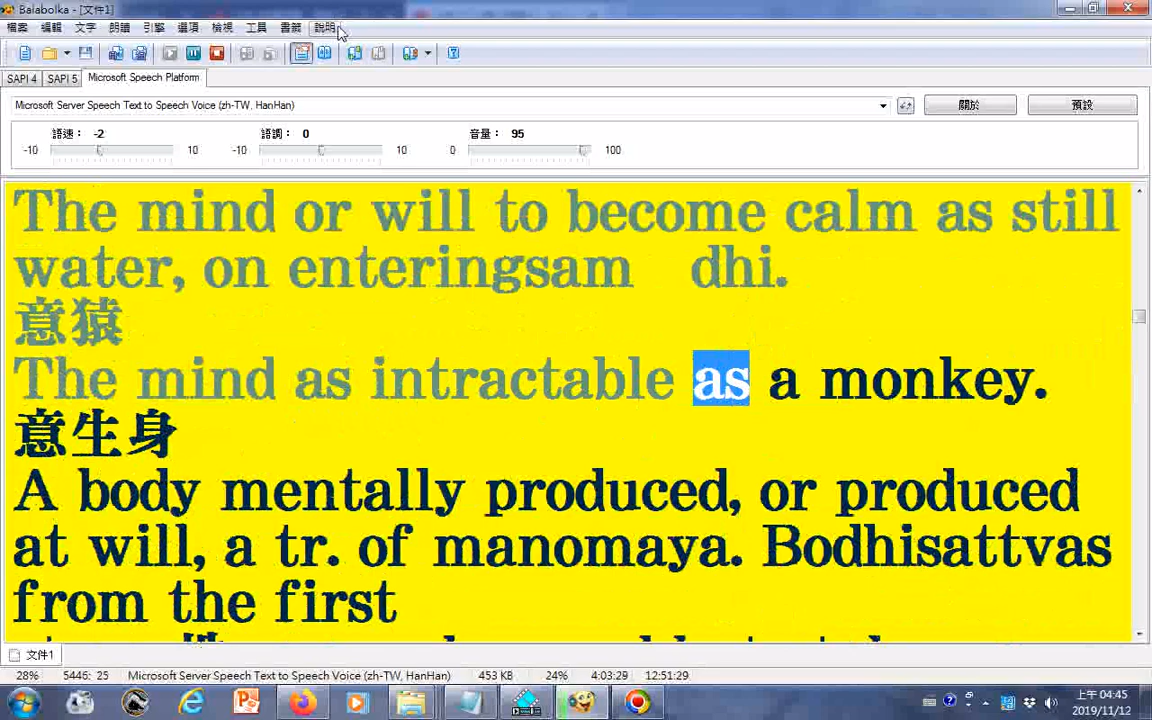 Balabolka - [文件1]
檔案 編輯 文字 朗讀 引擎 選項 檢視 工具 書籤 說明
SAPI 4 SAPI 5 Microsoft Speech Platform
Microsoft Server Speech Text to Speech Voice (zh-TW, HanHan) 關於 預設
語速： -2 語調： 0 音量： 95
-10 10 -10 10 0 100
The mind or will to become calm as still
water, on enteringsam dhi.
意猿
The mind as intractable as a monkey.
意生身
A body mentally produced, or produced
at will, a tr. of manomaya. Bodhisattvas
from the first
文件1
28% 5446: 25 Microsoft Server Speech Text to Speech Voice (zh-TW, HanHan) 453 KB 24% 4:03:29 12:51:29
上午 04:45
2019/11/12